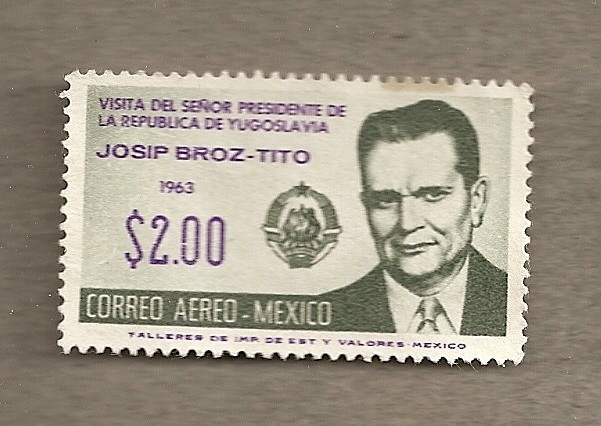 VISITA DEL SEÑOR PRESIDENTE DE
LA REPUBLICA DE YUGOSLAVIA
JOSIP BROZ-TITO
1963
$2.00
CORREO AEREO - MEXICO
TALLERES DE IMP. DE EST. Y VALORES-MEXICO